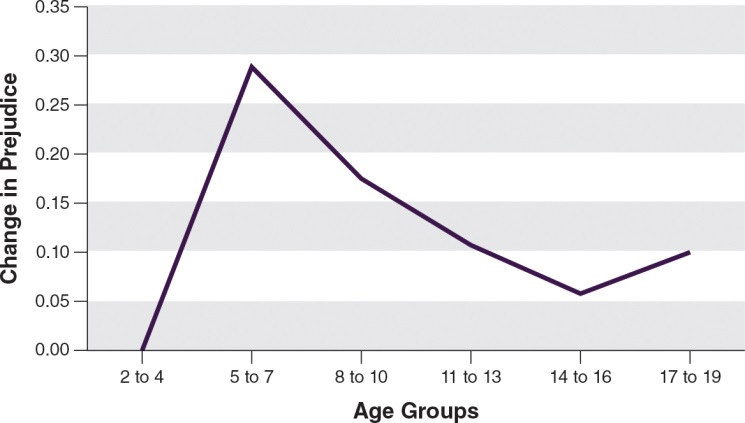 Change in Prejudice
0.35
0.30
0.25
0.20
0.15
0.10
0.05
0.00
2 to 4
5 to 7
8 to 10
11 to 13
14 to 16
17 to 19
Age Groups